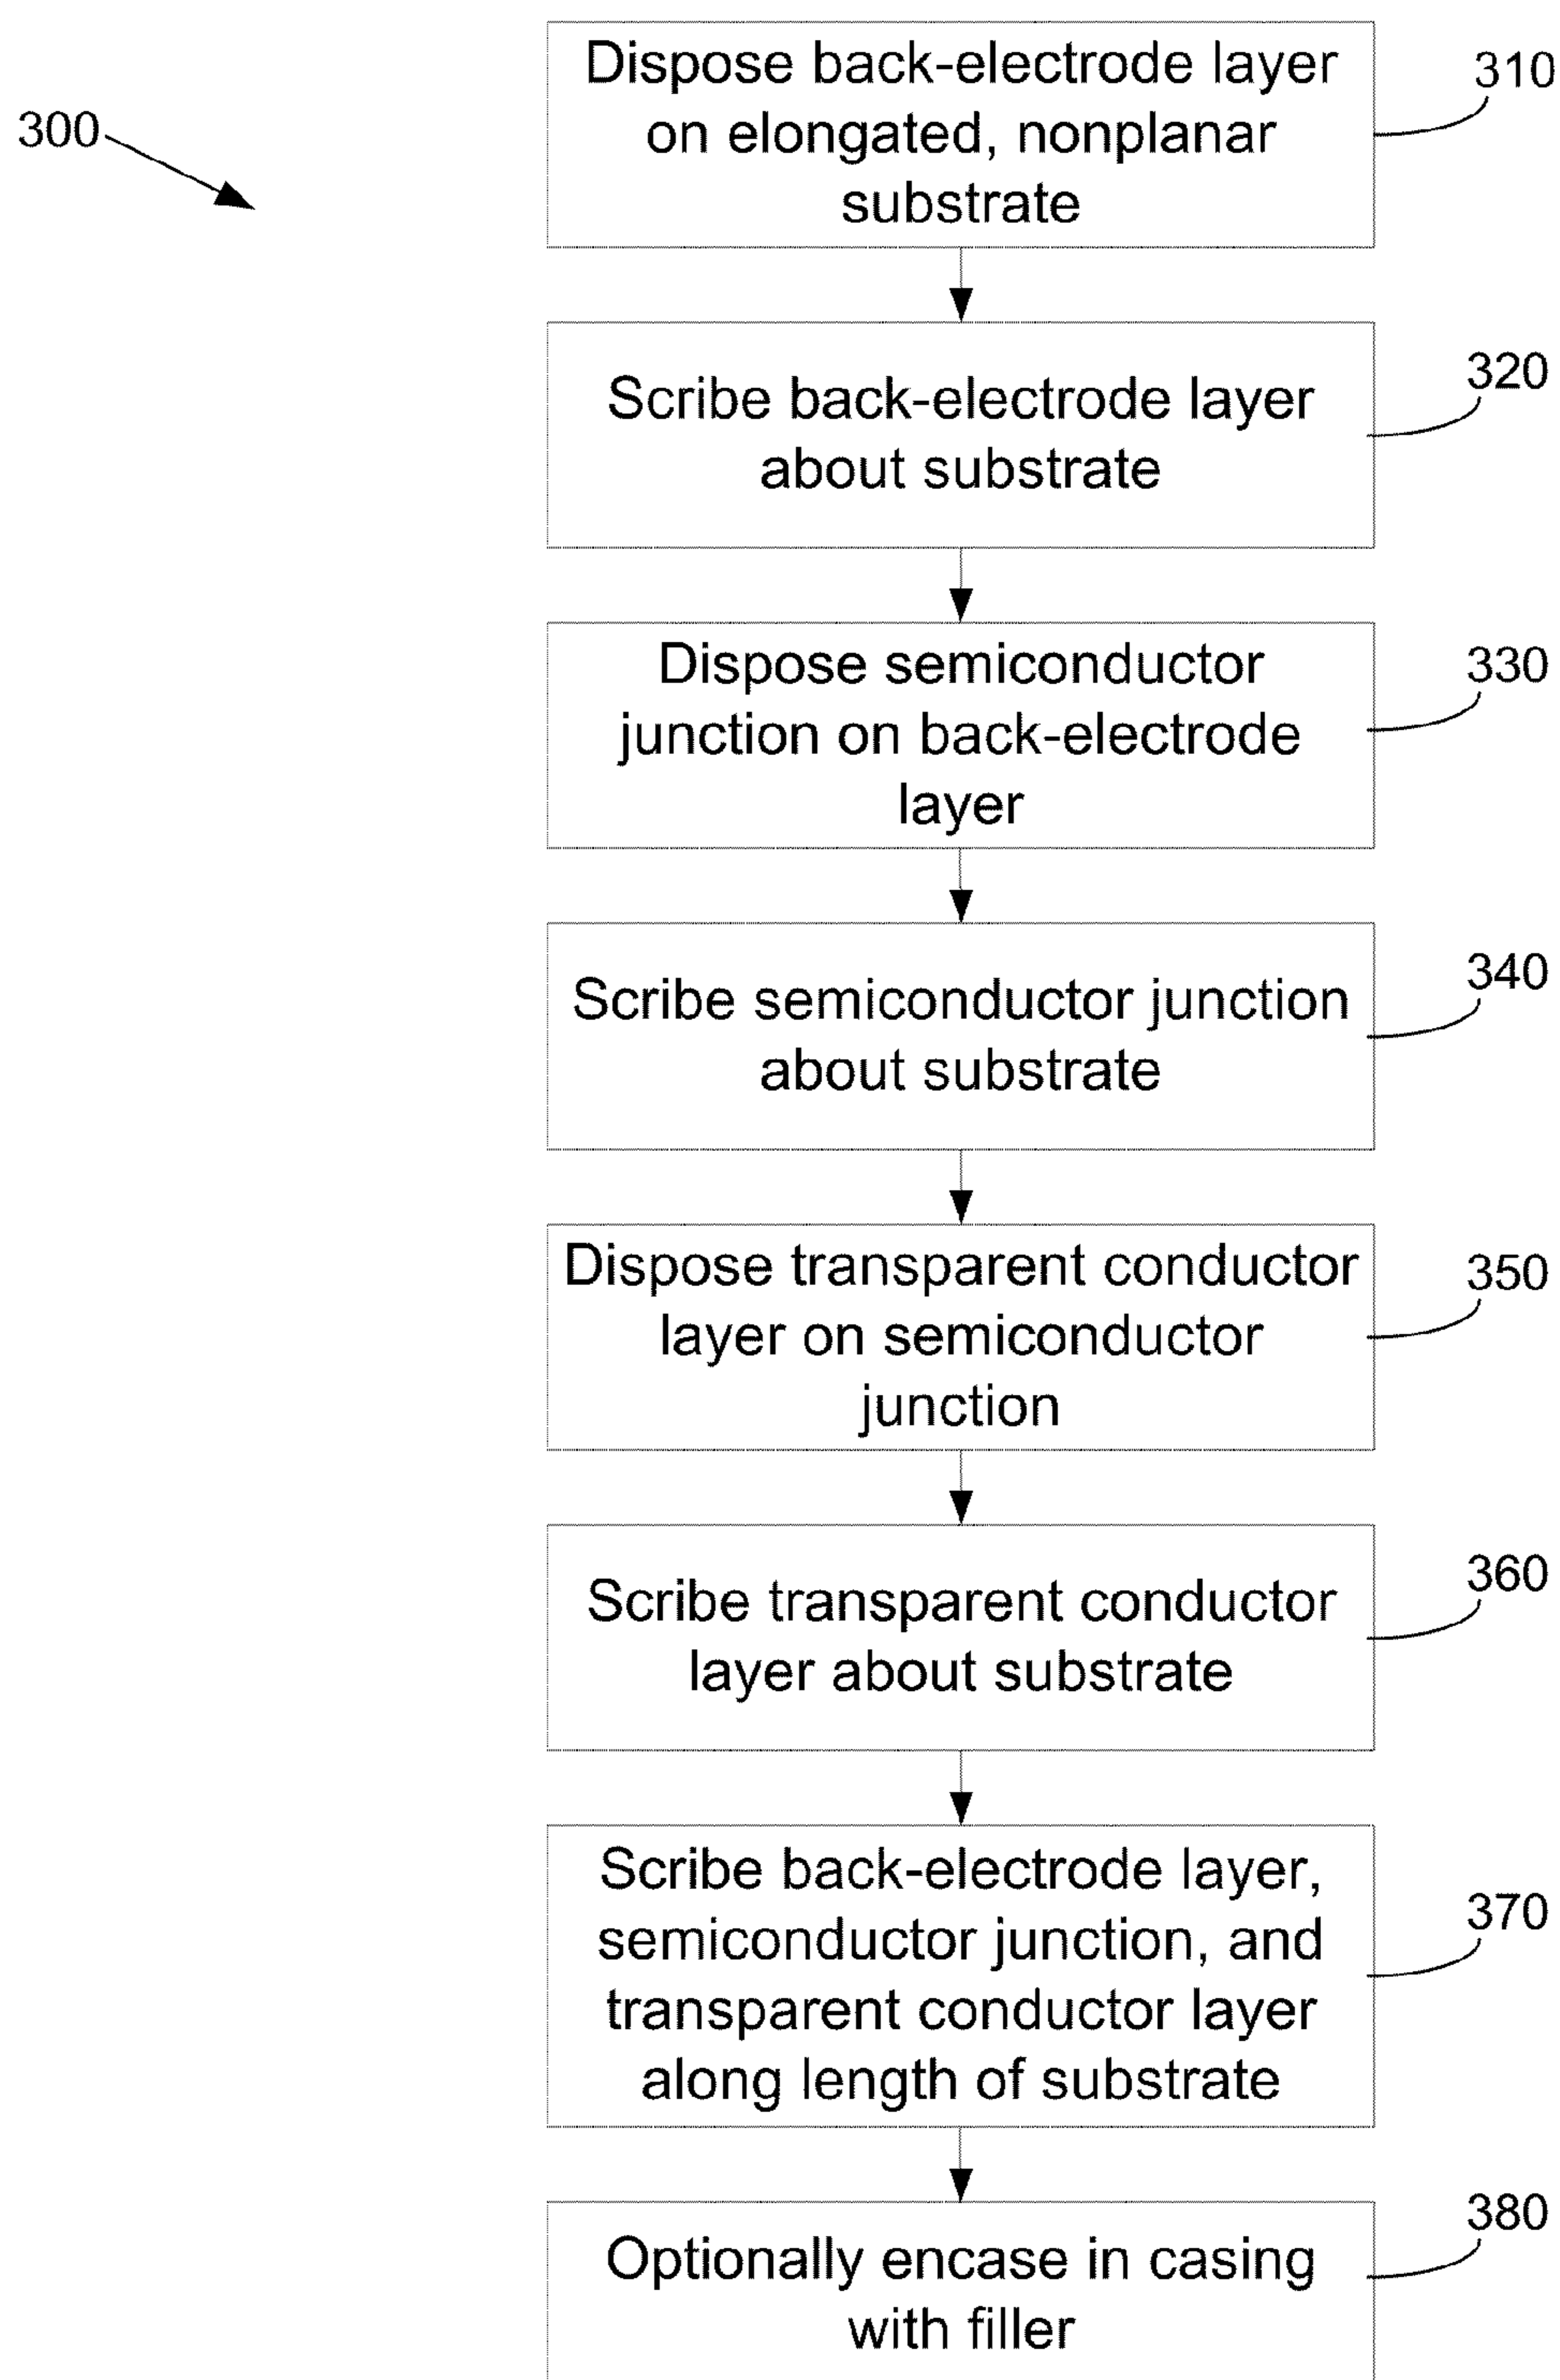 300
Dispose back-electrode layer
on elongated, nonplanar
substrate
310
Scribe back-electrode layer
about substrate
320
Dispose semiconductor
junction on back-electrode
layer
330
Scribe semiconductor junction
about substrate
340
Dispose transparent conductor
layer on semiconductor
junction
350
Scribe transparent conductor
layer about substrate
360
Scribe back-electrode layer,
semiconductor junction, and
transparent conductor layer
along length of substrate
370
Optionally encase in casing
with filler
380